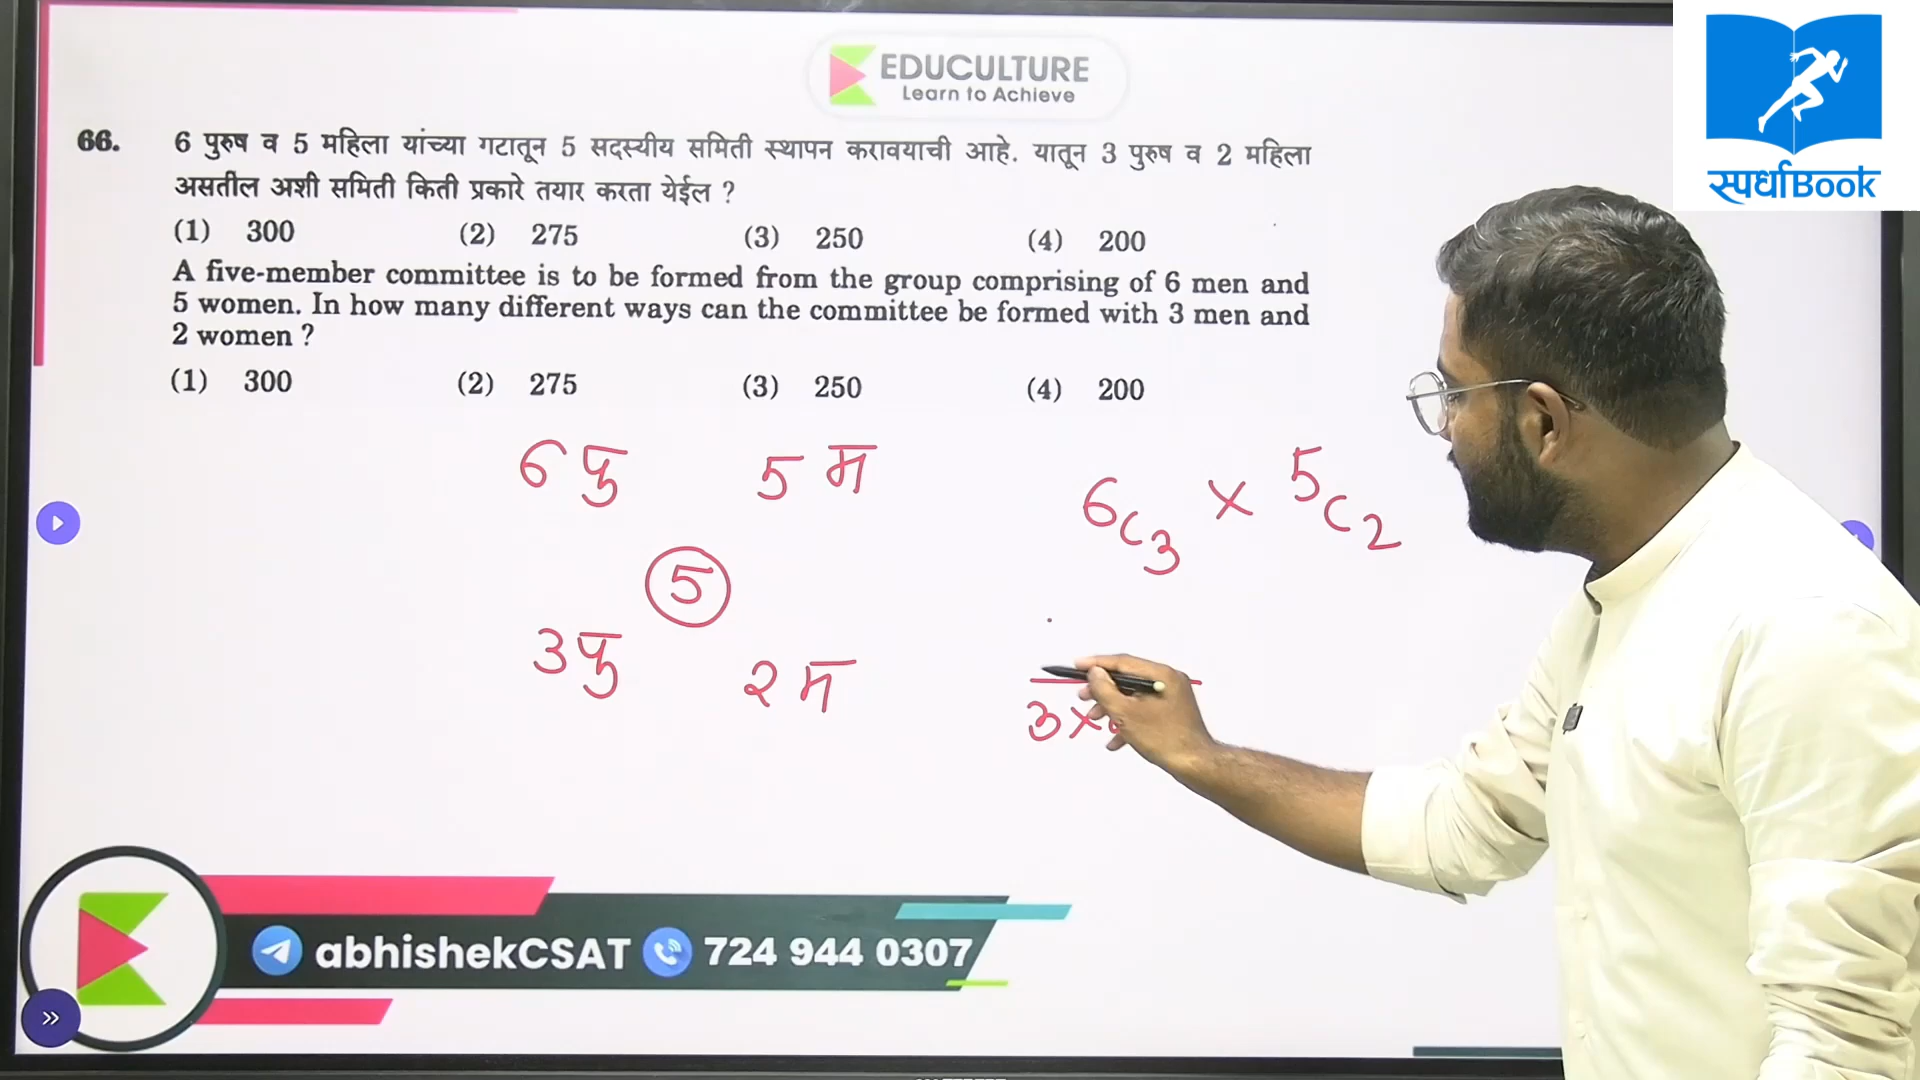 EDUCULTURE
Learn to Achieve
स्पर्धाBook
66. 6 पुरुष व 5 महिला यांच्या गटातून 5 सदस्यीय समिती स्थापन करावयाची आहे. यातून 3 पुरुष व 2 महिला
असतील अशी समिती किती प्रकारे तयार करता येईल ?
(1) 300 (2) 275 (3) 250 (4) 200
A five-member committee is to be formed from the group comprising of 6 men and
5 women. In how many different ways can the committee be formed with 3 men and
2 women ?
(1) 300 (2) 275 (3) 250 (4) 200
6 पु 5 म 6C3 × 5C2
5
3 पु 2 म
3 ×
abhishekCSAT 724 944 0307